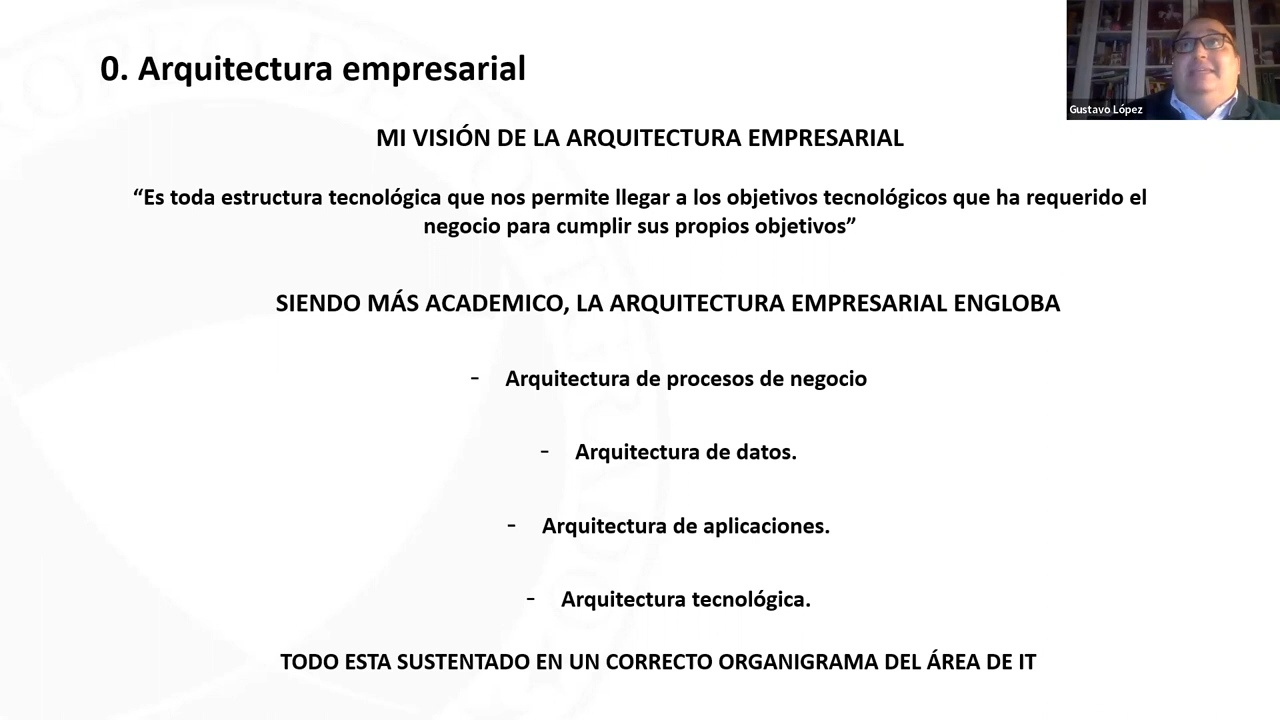 0. Arquitectura empresarial
Gustavo López
MI VISIÓN DE LA ARQUITECTURA EMPRESARIAL
“Es toda estructura tecnológica que nos permite llegar a los objetivos tecnológicos que ha requerido el
negocio para cumplir sus propios objetivos”
SIENDO MÁS ACADEMICO, LA ARQUITECTURA EMPRESARIAL ENGLOBA
- Arquitectura de procesos de negocio
- Arquitectura de datos.
- Arquitectura de aplicaciones.
- Arquitectura tecnológica.
TODO ESTA SUSTENTADO EN UN CORRECTO ORGANIGRAMA DEL ÁREA DE IT